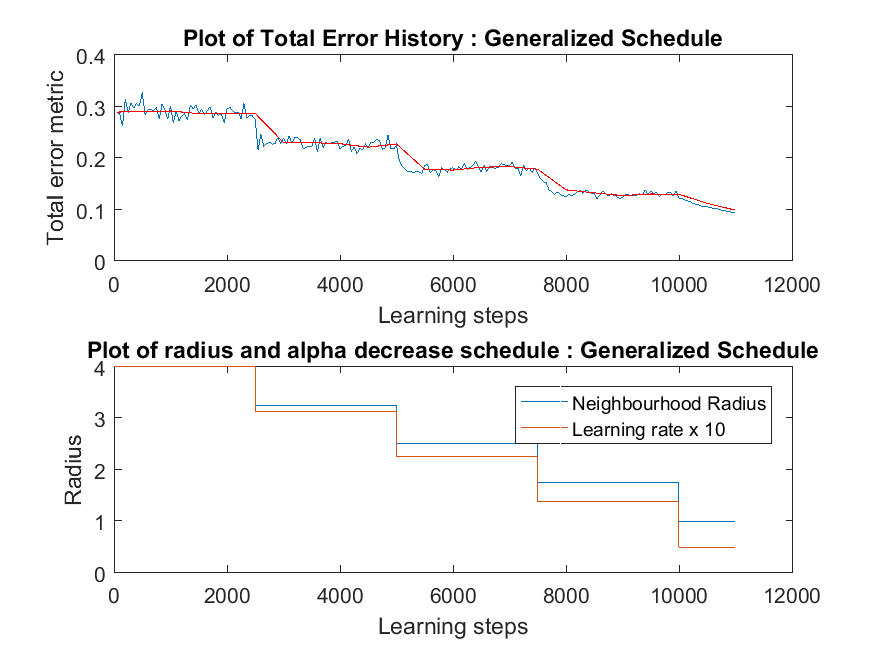 Plot of Total Error History : Generalized Schedule
0.4
0.3
0.2
0.1
0
Total error metric
0 2000 4000 6000 8000 10000 12000
Learning steps
Plot of radius and alpha decrease schedule : Generalized Schedule
4
3
2
1
0
Radius
Neighbourhood Radius
Learning rate x 10
0 2000 4000 6000 8000 10000 12000
Learning steps